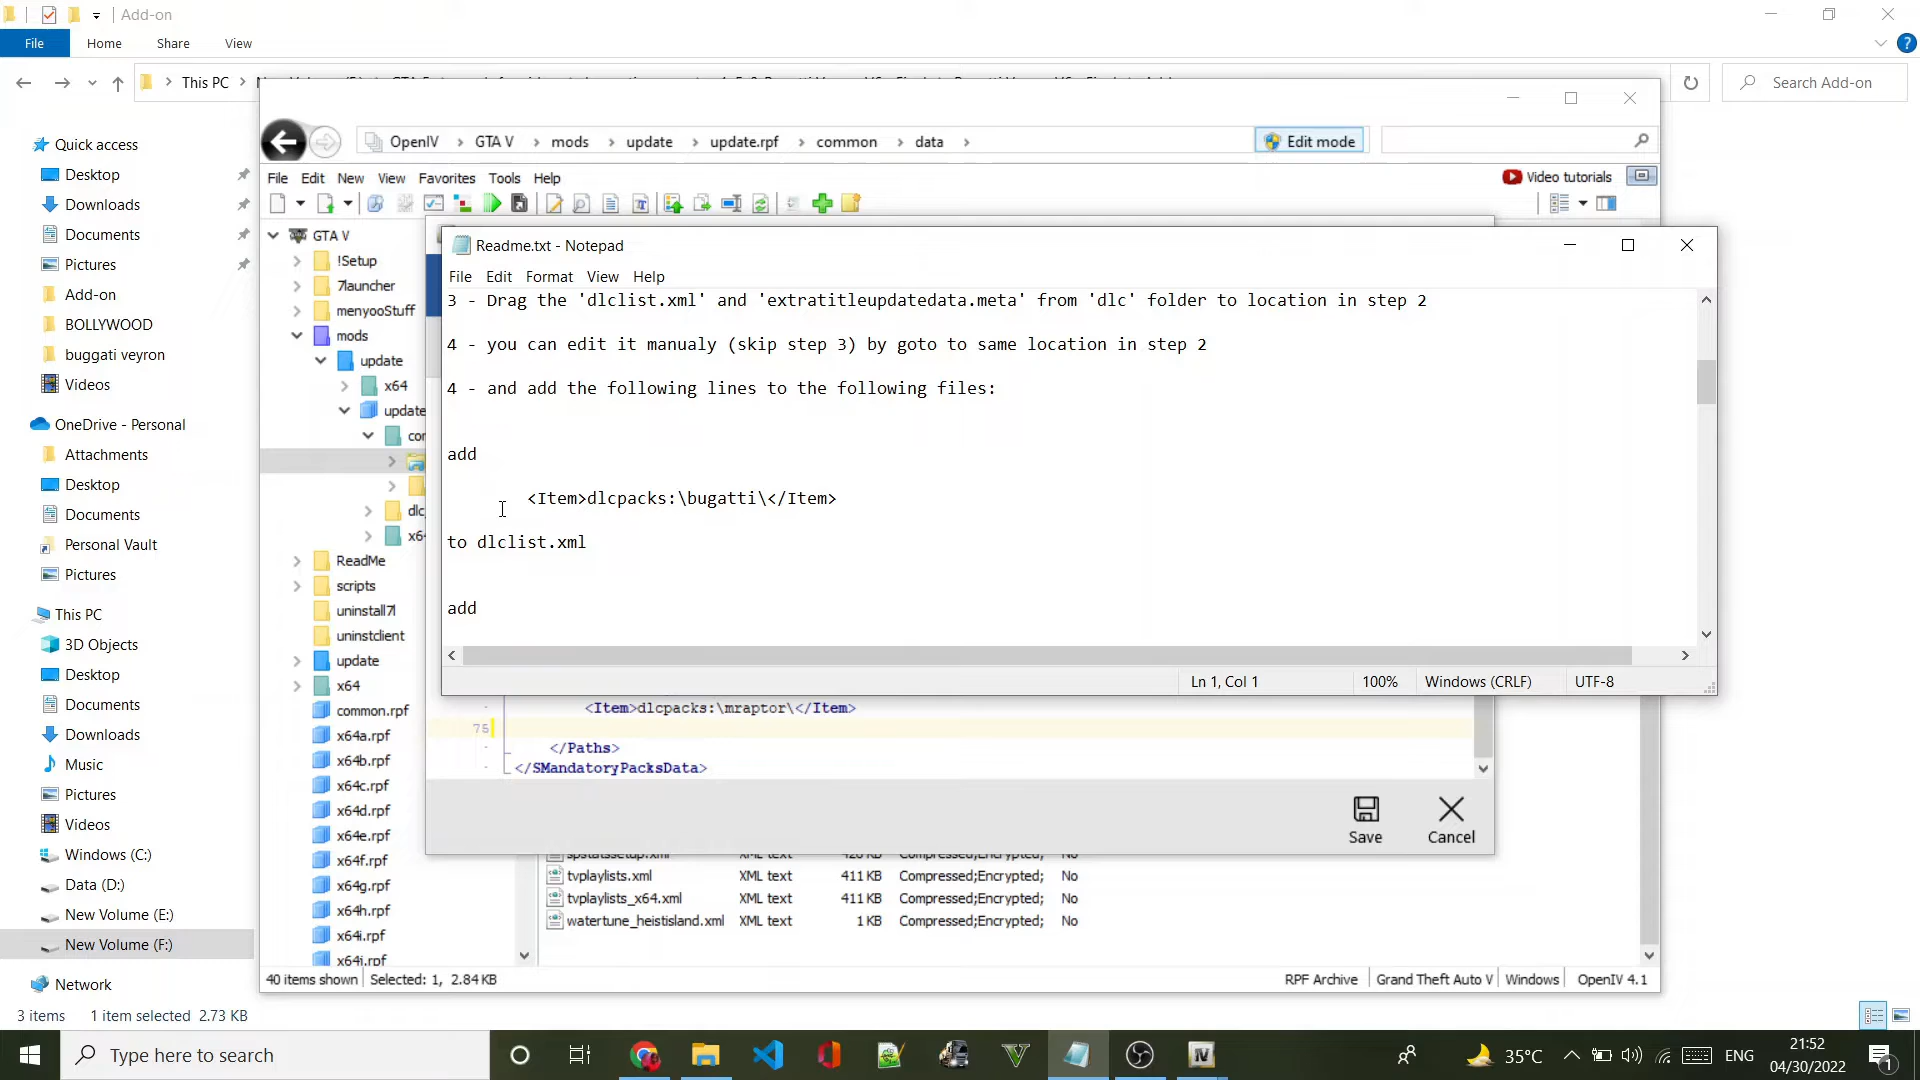 Add-on
File
Home
Share
View
This PC
Search Add-on
Quick access
Desktop
Downloads
Documents
Pictures
Add-on
BOLLYWOOD
buggati veyron
Videos
OneDrive - Personal
Attachments
Desktop
Documents
Personal Vault
Pictures
This PC
3D Objects
Desktop
Documents
Downloads
Music
Pictures
Videos
Windows (C:)
Data (D:)
New Volume (E:)
New Volume (F:)
Network
3 items 1 item selected 2.73 KB
OpenIV GTA V mods update update.rpf common data
Edit mode
File Edit New View Favorites Tools Help
Video tutorials
GTA V
!Setup
7launcher
menyooStuff
mods
update
x64
update
ReadMe
scripts
uninstall7l
uninstclient
update
x64
common.rpf
x64a.rpf
x64b.rpf
x64c.rpf
x64d.rpf
x64e.rpf
x64f.rpf
x64g.rpf
x64h.rpf
x64i.rpf
Readme.txt - Notepad
File Edit Format View Help
3 - Drag the 'dlclist.xml' and 'extratitleupdatedata.meta' from 'dlc' folder to location in step 2
4 - you can edit it manualy (skip step 3) by goto to same location in step 2
4 - and add the following lines to the following files:
add
<Item>dlcpacks:\bugatti\</Item>
to dlclist.xml
add
Ln 1, Col 1
100%
Windows (CRLF)
UTF-8
<Item>dlcpacks:\mraptor\</Item>
75
</Paths>
</SMandatoryPacksData>
Save
Cancel
tvplaylists.xml XML text 411 KB Compressed;Encrypted; No
tvplaylists_x64.xml XML text 411 KB Compressed;Encrypted; No
watertune_heistisland.xml XML text 1 KB Compressed;Encrypted; No
40 items shown Selected: 1, 2.84 KB
RPF Archive Grand Theft Auto V Windows OpenIV 4.1
Type here to search
35°C
ENG
21:52
04/30/2022
1